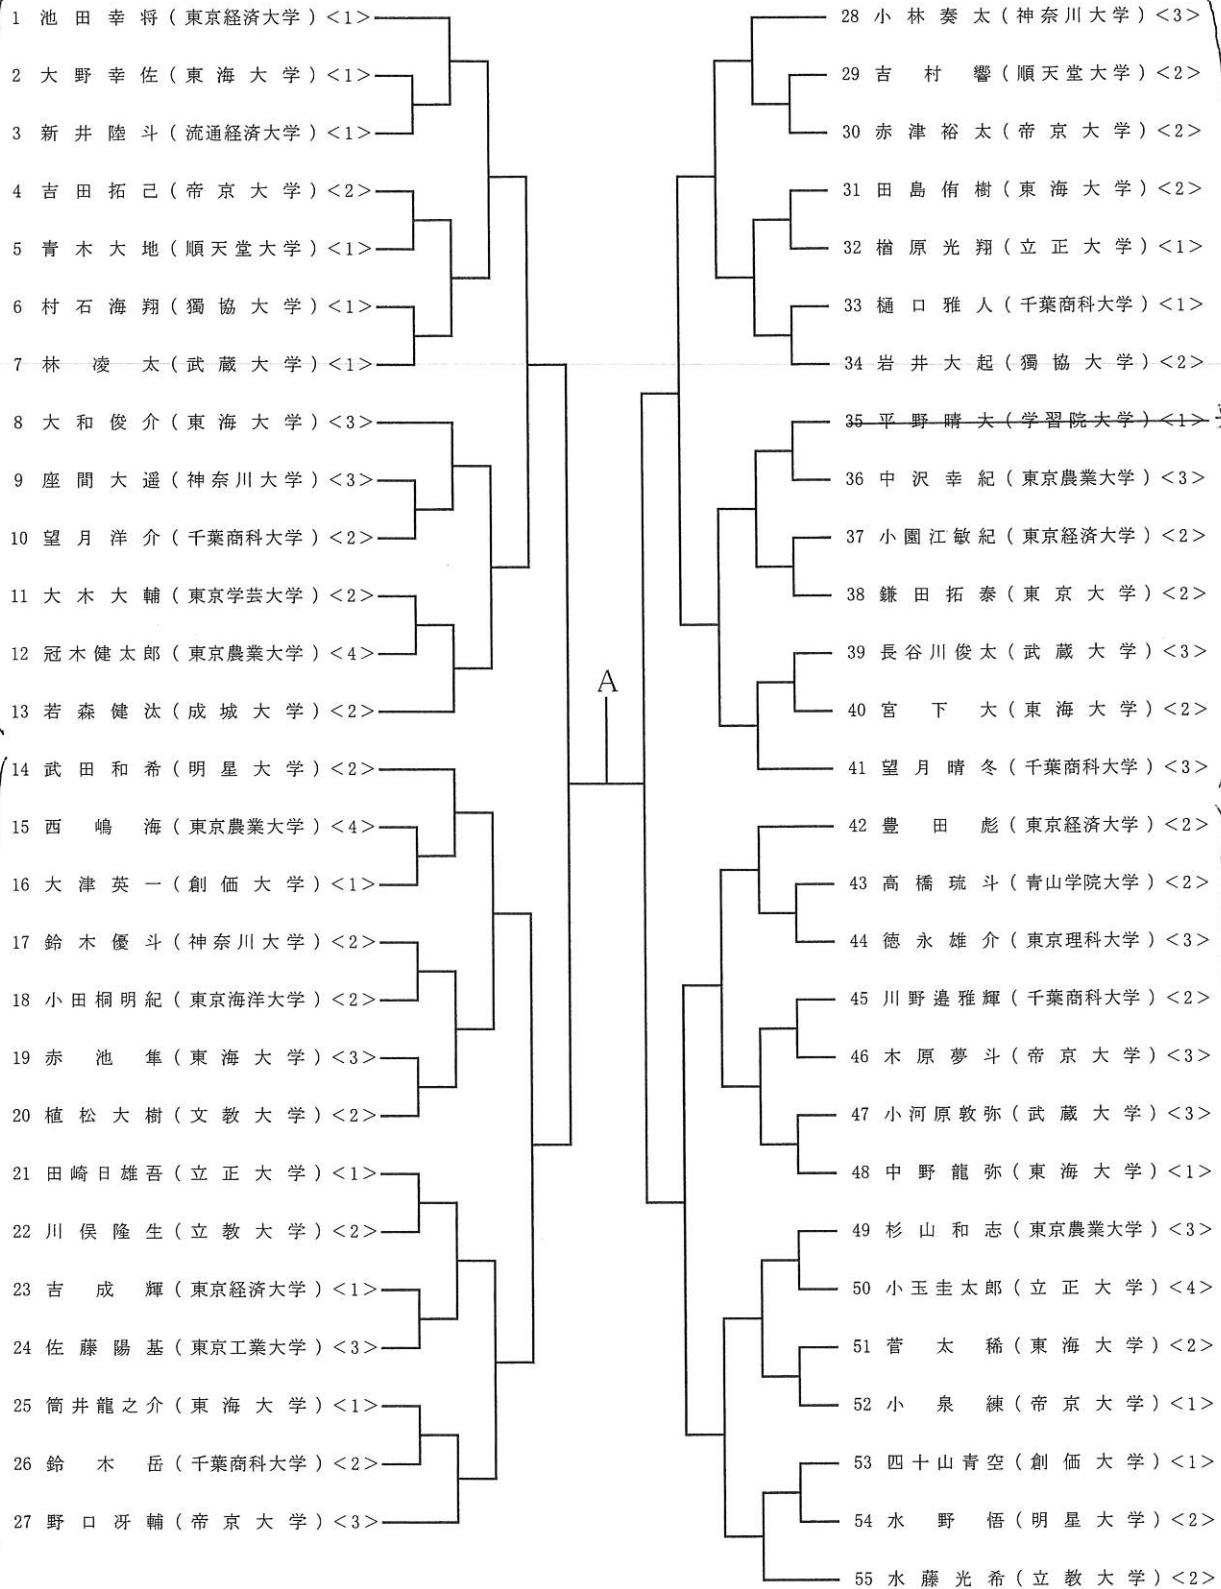 1 池田幸将(東京経済大学)<1>
2 大野幸佐(東海大学)<1>
3 新井陸斗(流通経済大学)<1>
4 吉田拓己(帝京大学)<2>
5 青木大地(順天堂大学)<1>
6 村石海翔(獨協大学)<1>
7 林凌太(武蔵大学)<1>
8 大和俊介(東海大学)<3>
9 座間大遥(神奈川大学)<3>
10 望月洋介(千葉商科大学)<2>
11 大木大輔(東京学芸大学)<2>
12 冠木健太郎(東京農業大学)<4>
13 若森健汰(成城大学)<2>
14 武田和希(明星大学)<2>
15 西嶋海(東京農業大学)<4>
16 大津英一(創価大学)<1>
17 鈴木優斗(神奈川大学)<2>
18 小田桐明紀(東京海洋大学)<2>
19 赤池隼(東海大学)<3>
20 植松大樹(文教大学)<2>
21 田崎日雄吾(立正大学)<1>
22 川俣隆生(立教大学)<2>
23 吉成輝(東京経済大学)<1>
24 佐藤陽基(東京工業大学)<3>
25 筒井龍之介(東海大学)<1>
26 鈴木岳(千葉商科大学)<2>
27 野口冴輔(帝京大学)<3>
A
28 小林奏太(神奈川大学)<3>
29 吉村響(順天堂大学)<2>
30 赤津裕太(帝京大学)<2>
31 田島侑樹(東海大学)<2>
32 楢原光翔(立正大学)<1>
33 樋口雅人(千葉商科大学)<1>
34 岩井大起(獨協大学)<2>
35 平野晴大(学習院大学)<1>
36 中沢幸紀(東京農業大学)<3>
37 小園江敏紀(東京経済大学)<2>
38 鎌田拓泰(東京大学)<2>
39 長谷川俊太(武蔵大学)<3>
40 宮下大(東海大学)<2>
41 望月晴冬(千葉商科大学)<3>
42 豊田彪(東京経済大学)<2>
43 高橋琉斗(青山学院大学)<2>
44 徳永雄介(東京理科大学)<3>
45 川野邉雅輝(千葉商科大学)<2>
46 木原夢斗(帝京大学)<3>
47 小河原敦弥(武蔵大学)<3>
48 中野龍弥(東海大学)<1>
49 杉山和志(東京農業大学)<3>
50 小玉圭太郎(立正大学)<4>
51 菅太稀(東海大学)<2>
52 小泉練(帝京大学)<1>
53 四十山青空(創価大学)<1>
54 水野悟(明星大学)<2>
55 水藤光希(立教大学)<2>